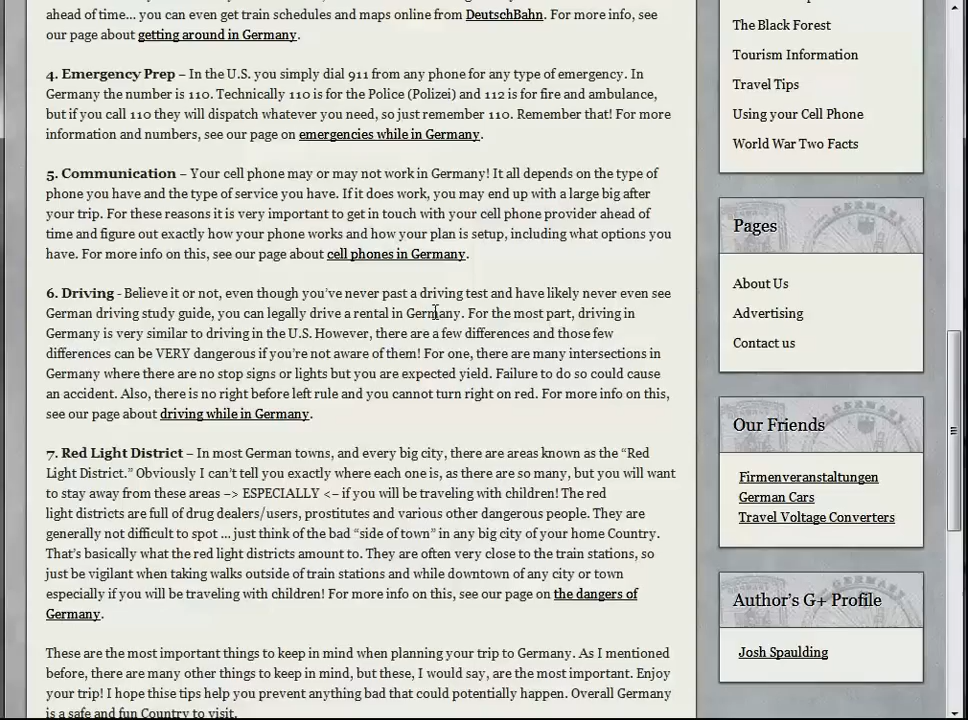 ahead of time... you can even get train schedules and maps online from DeutschBahn. For more info, see
our page about getting around in Germany.
4. Emergency Prep – In the U.S. you simply dial 911 from any phone for any type of emergency. In
Germany the number is 110. Technically 110 is for the Police (Polizei) and 112 is for fire and ambulance,
but if you call 110 they will dispatch whatever you need, so just remember 110. Remember that! For more
information and numbers, see our page on emergencies while in Germany.
5. Communication – Your cell phone may or may not work in Germany! It all depends on the type of
phone you have and the type of service you have. If it does work, you may end up with a large big after
your trip. For these reasons it is very important to get in touch with your cell phone provider ahead of
time and figure out exactly how your phone works and how your plan is setup, including what options you
have. For more info on this, see our page about cell phones in Germany.
6. Driving - Believe it or not, even though you've never past a driving test and have likely never even see
German driving study guide, you can legally drive a rental in Germany. For the most part, driving in
Germany is very similar to driving in the U.S. However, there are a few differences and those few
differences can be VERY dangerous if you're not aware of them! For one, there are many intersections in
Germany where there are no stop signs or lights but you are expected yield. Failure to do so could cause
an accident. Also, there is no right before left rule and you cannot turn right on red. For more info on this,
see our page about driving while in Germany.
7. Red Light District – In most German towns, and every big city, there are areas known as the “Red
Light District.” Obviously I can't tell you exactly where each one is, as there are so many, but you will want
to stay away from these areas –> ESPECIALLY <– if you will be traveling with children! The red
light districts are full of drug dealers/users, prostitutes and various other dangerous people. They are
generally not difficult to spot ... just think of the bad “side of town” in any big city of your home Country.
That's basically what the red light districts amount to. They are often very close to the train stations, so
just be vigilant when taking walks outside of train stations and while downtown of any city or town
especially if you will be traveling with children! For more info on this, see our page on the dangers of
Germany.
These are the most important things to keep in mind when planning your trip to Germany. As I mentioned
before, there are many other things to keep in mind, but these, I would say, are the most important. Enjoy
your trip! I hope thise tips help you prevent anything bad that could potentially happen. Overall Germany
is a safe and fun Country to visit.
The Black Forest
Tourism Information
Travel Tips
Using your Cell Phone
World War Two Facts
Pages
About Us
Advertising
Contact us
Our Friends
Firmenveranstaltungen
German Cars
Travel Voltage Converters
Author's G+ Profile
Josh Spaulding